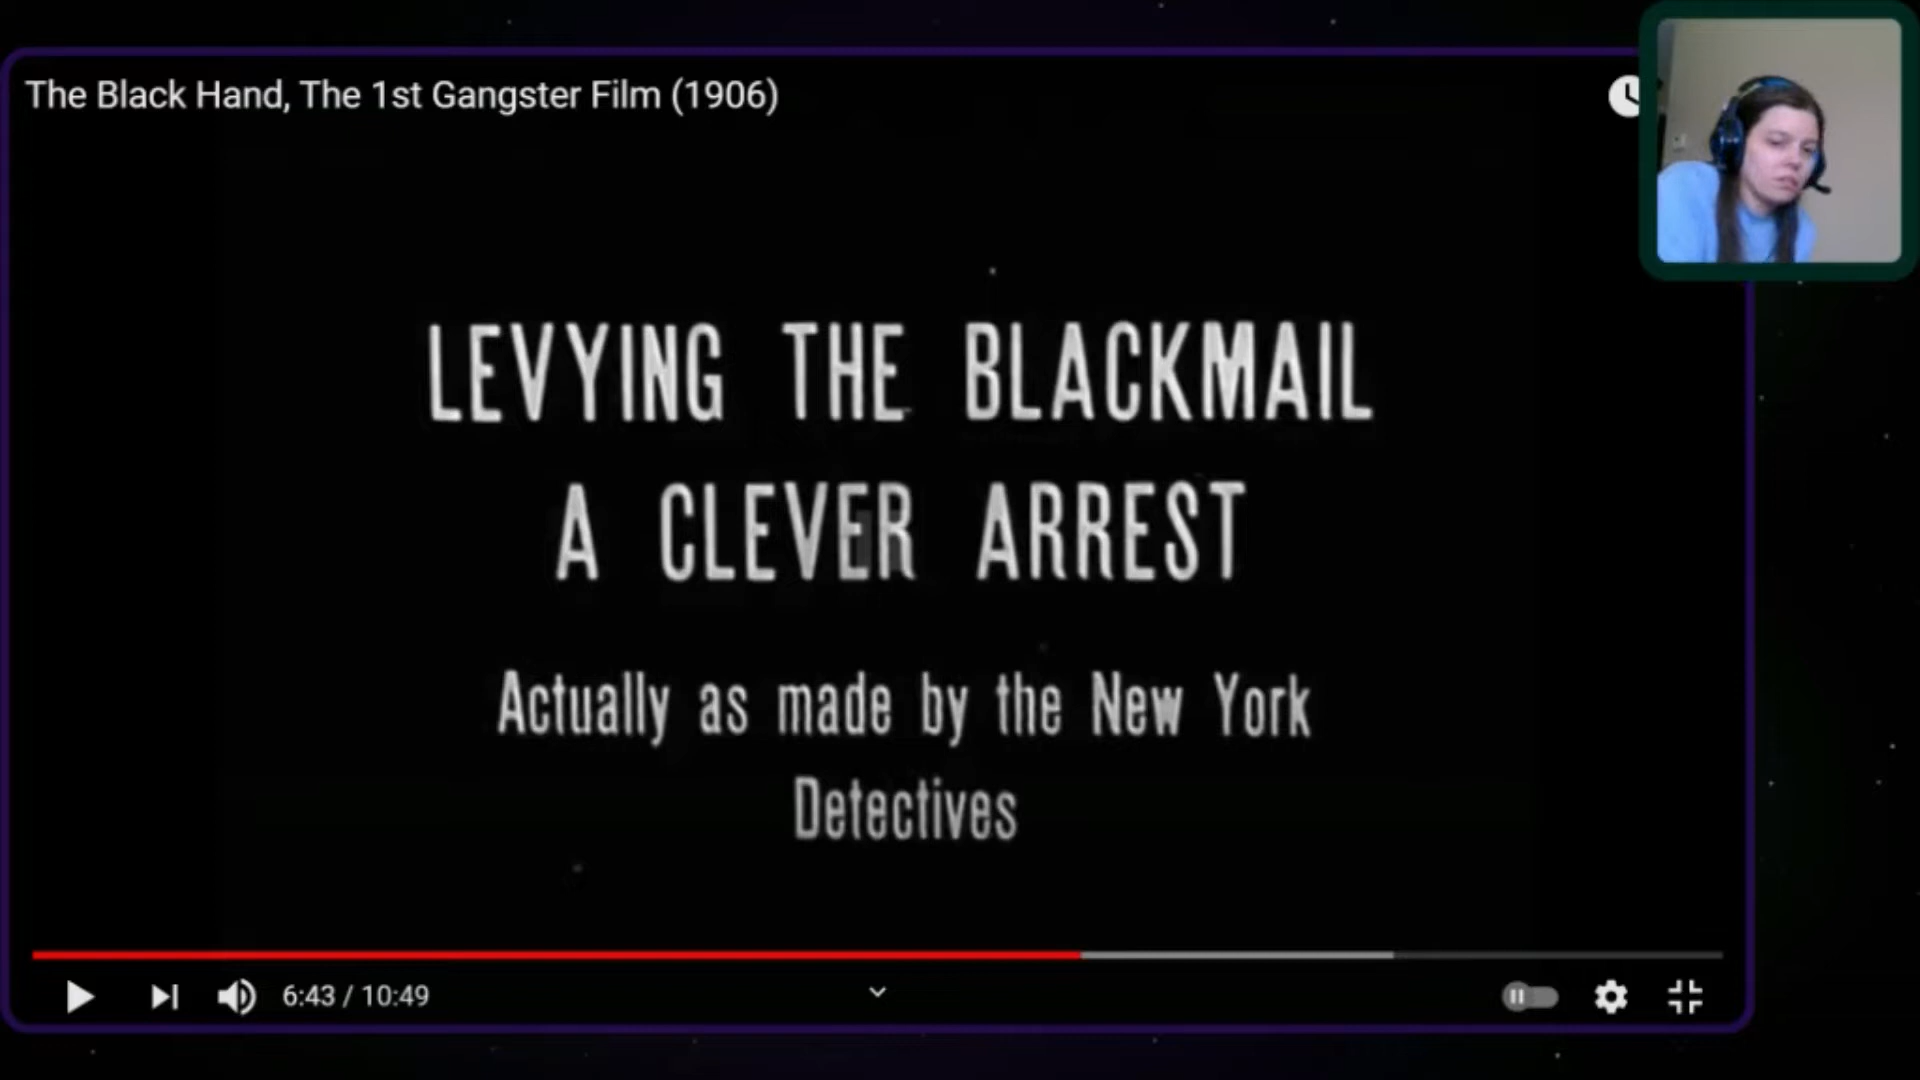 The Black Hand, The 1st Gangster Film (1906)
LEVYING THE BLACKMAIL
A CLEVER ARREST
Actually as made by the New York
Detectives
6:43 / 10:49